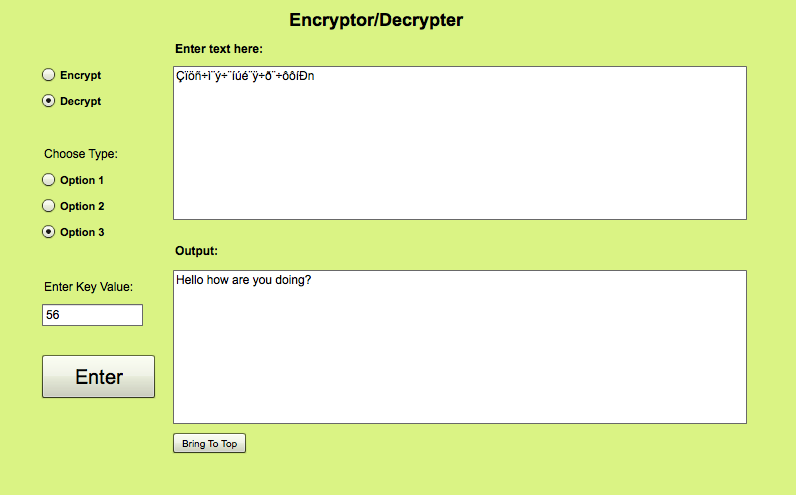 Encryptor/Decrypter
Enter text here:
Encrypt
Decrypt
Çïöñ÷ì¨ý÷¨íúé¨ÿ÷ð¨÷ôôíÐn
Choose Type:
Option 1
Option 2
Option 3
Output:
Enter Key Value:
56
Hello how are you doing?
Enter
Bring To Top